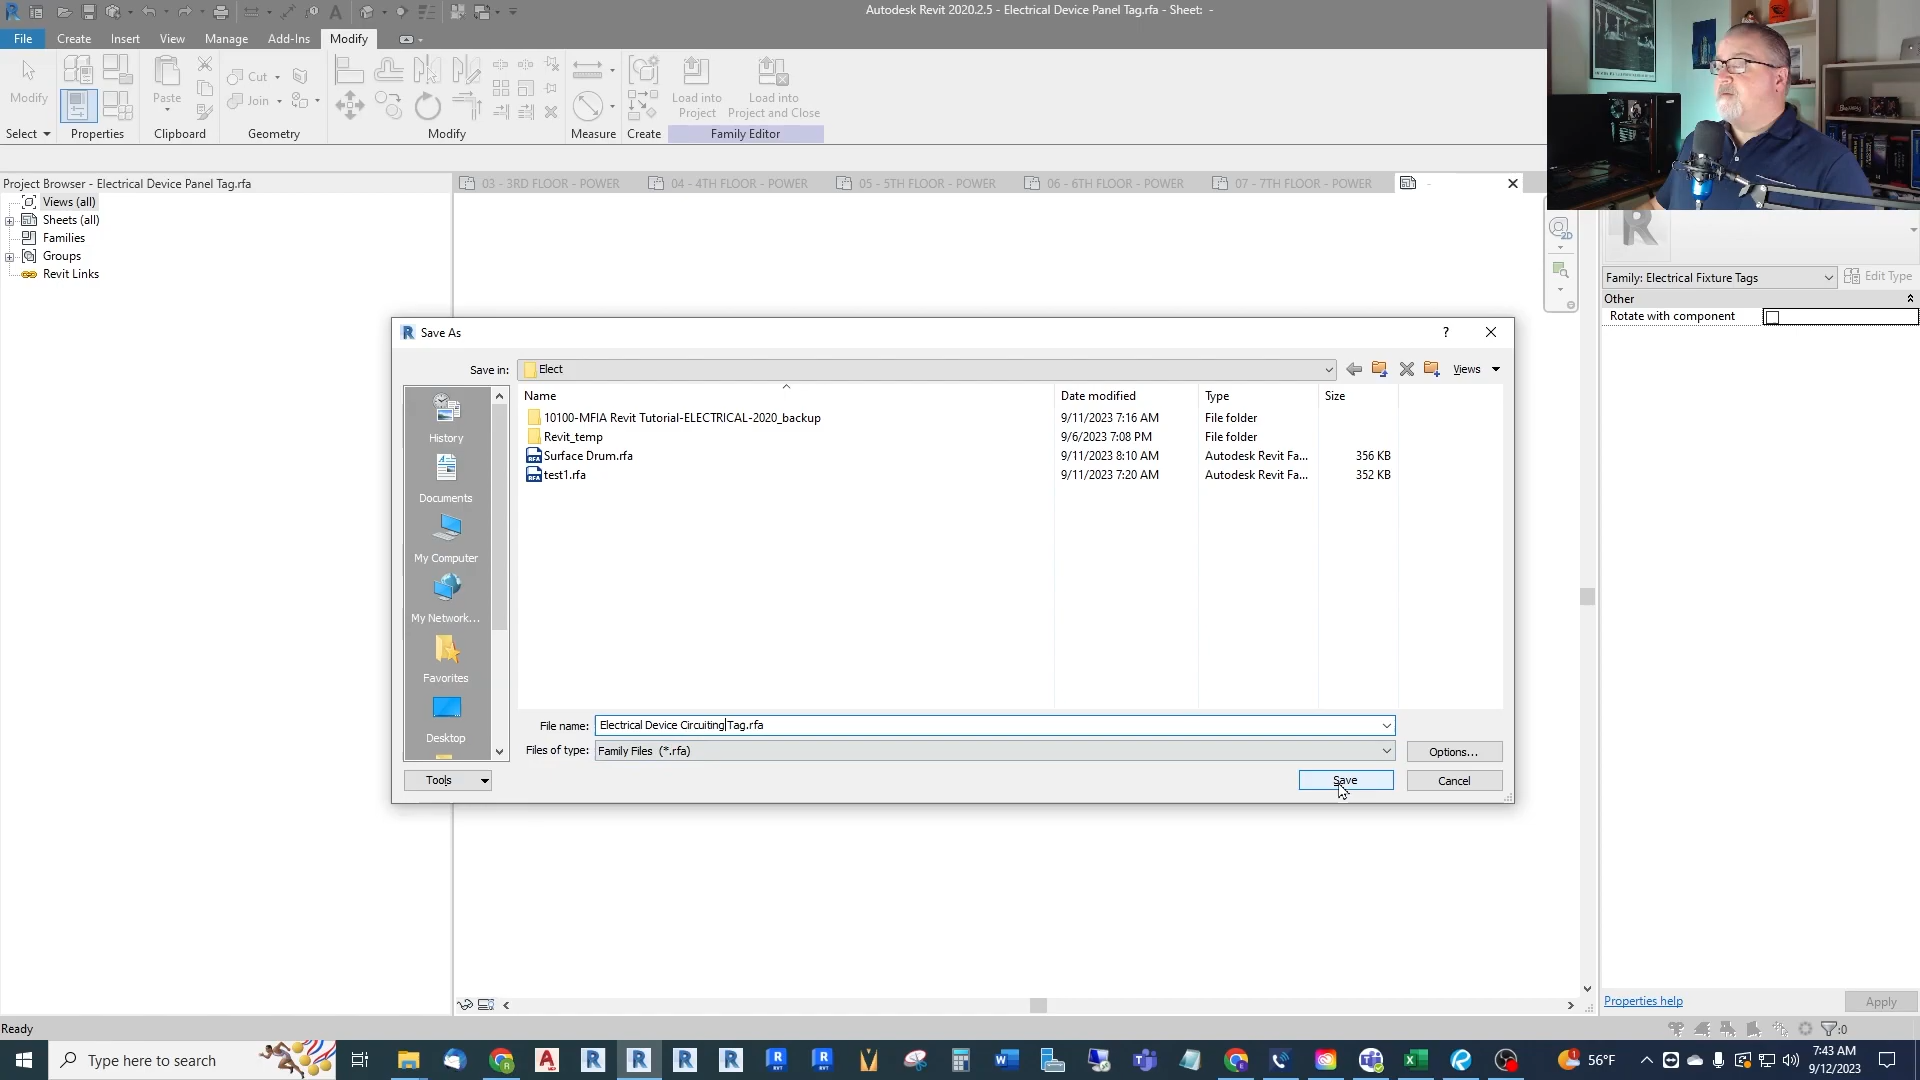 Autodesk Revit 2020.2.5 - Electrical Device Panel Tag.rfa - Sheet: -
File Create Insert View Manage Add-Ins Modify
Modify Paste Cut Join Load into Project Load into Project and Close
Select Properties Clipboard Geometry Modify Measure Create Family Editor
Project Browser - Electrical Device Panel Tag.rfa
03 - 3RD FLOOR - POWER 04 - 4TH FLOOR - POWER 05 - 5TH FLOOR - POWER 06 - 6TH FLOOR - POWER 07 - 7TH FLOOR - POWER -
Views (all)
Sheets (all)
Families
Groups
Revit Links
2D
Family: Electrical Fixture Tags Edit Type
Other
Rotate with component
Save As ?
Save in: Elect Views
Name Date modified Type Size
10100-MFIA Revit Tutorial-ELECTRICAL-2020_backup 9/11/2023 7:16 AM File folder
Revit_temp 9/6/2023 7:08 PM File folder
Surface Drum.rfa 9/11/2023 8:10 AM Autodesk Revit Fa... 356 KB
test1.rfa 9/11/2023 7:20 AM Autodesk Revit Fa... 352 KB
History
Documents
My Computer
My Network...
Favorites
Desktop
File name: Electrical Device Circuiting Tag.rfa
Files of type: Family Files (*.rfa) Options...
Tools Save Cancel
Properties help Apply
Ready :0
Type here to search 56°F 7:43 AM
9/12/2023